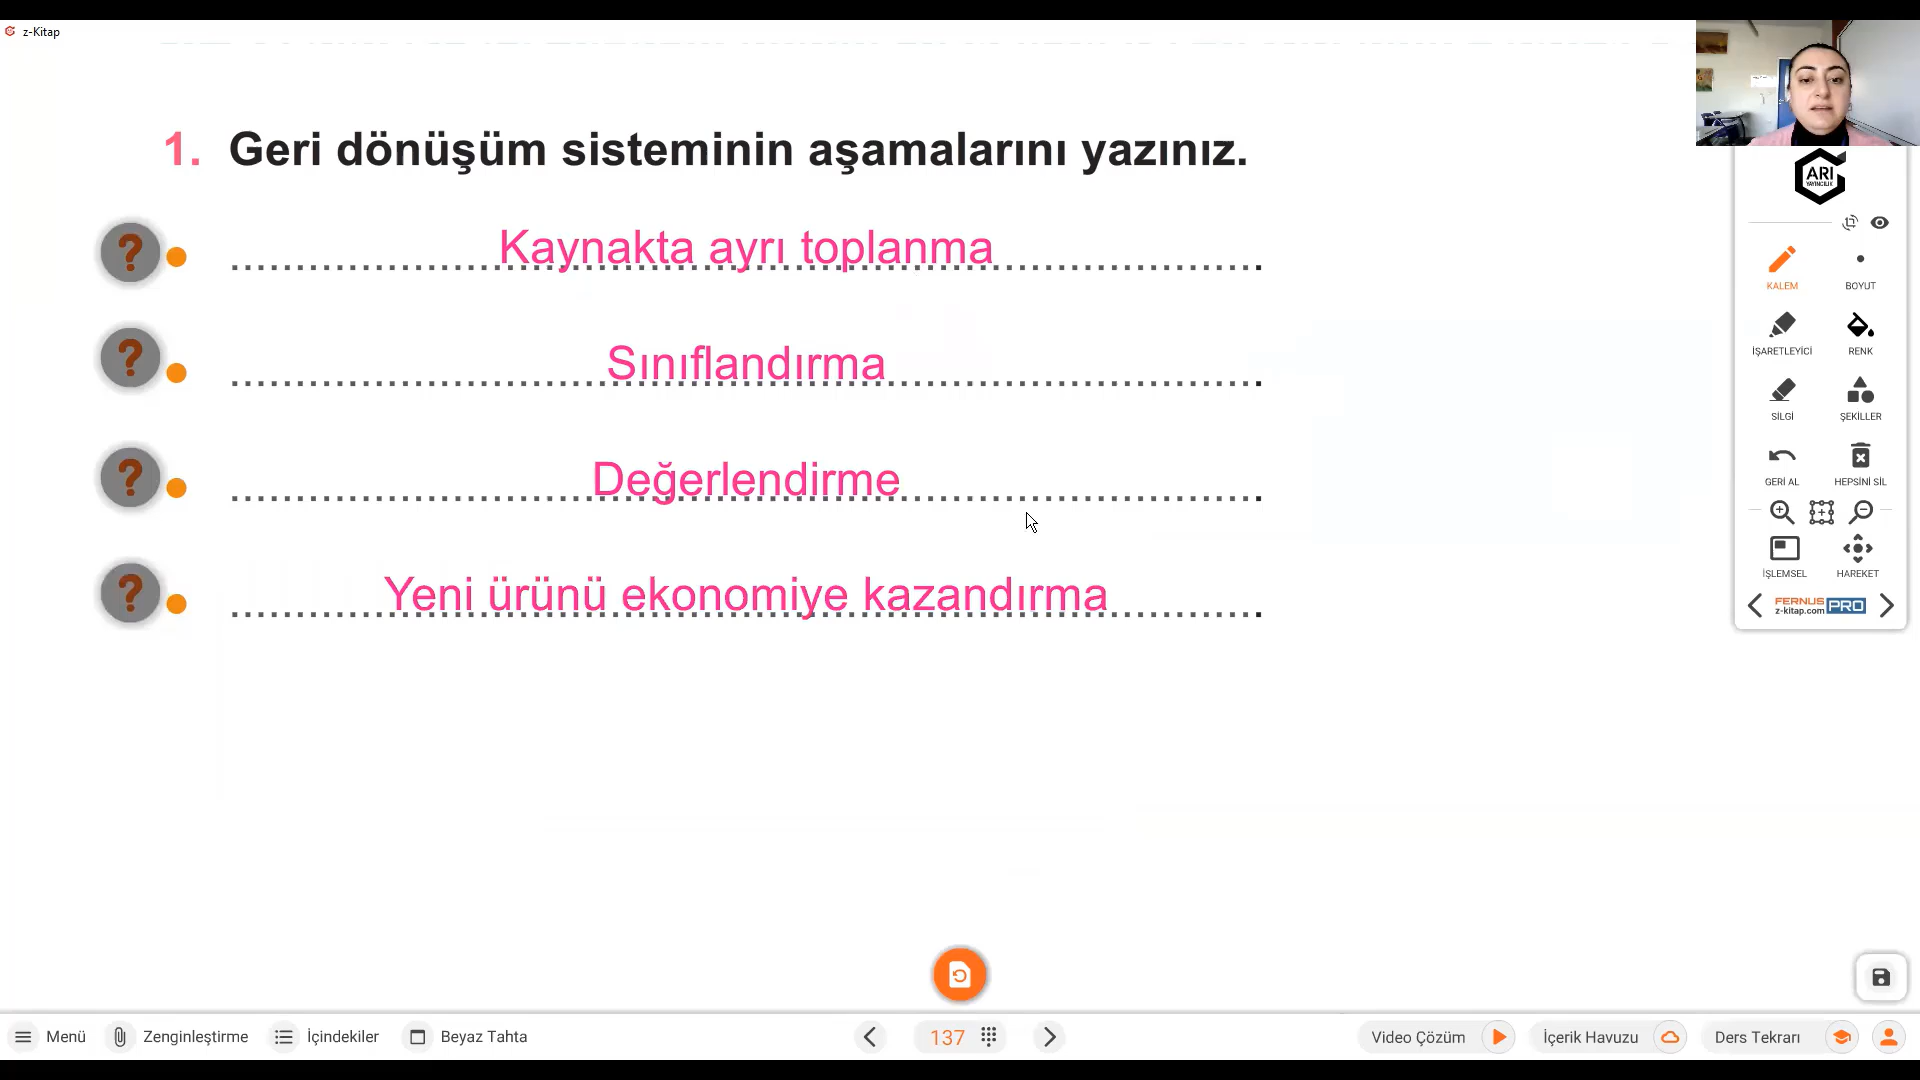 z-Kitap
1. Geri dönüşüm sisteminin aşamalarını yazınız.
Kaynakta ayrı toplanma
Sınıflandırma
Değerlendirme
Yeni ürünü ekonomiye kazandırma
ARI
YAYINCILIK
KALEM
BOYUT
İŞARETLEYİCİ
RENK
SİLGİ
ŞEKİLLER
GERİ AL
HEPSİNİ SİL
İŞLEMSEL
HAREKET
FERNUS
z-kitap.com PRO
Menü
Zenginleştirme
İçindekiler
Beyaz Tahta
137
Video Çözüm
İçerik Havuzu
Ders Tekrarı